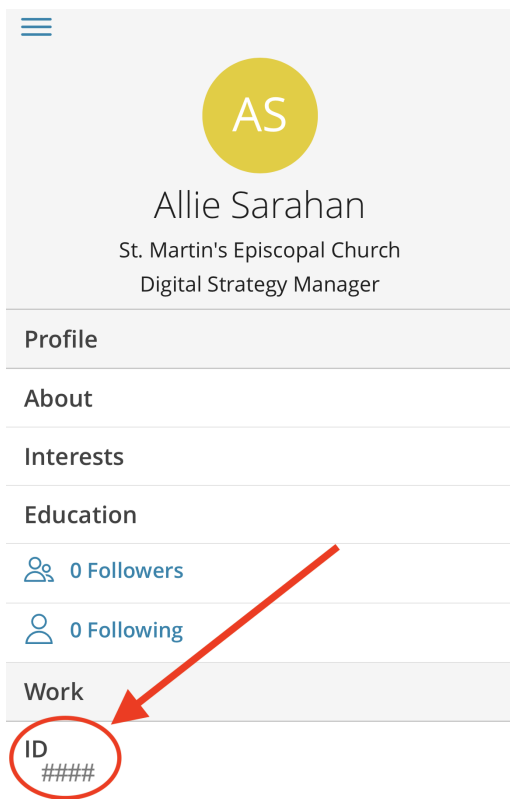 AS
Allie Sarahan
St. Martin's Episcopal Church
Digital Strategy Manager
Profile
About
Interests
Education
0 Followers
0 Following
Work
ID
####